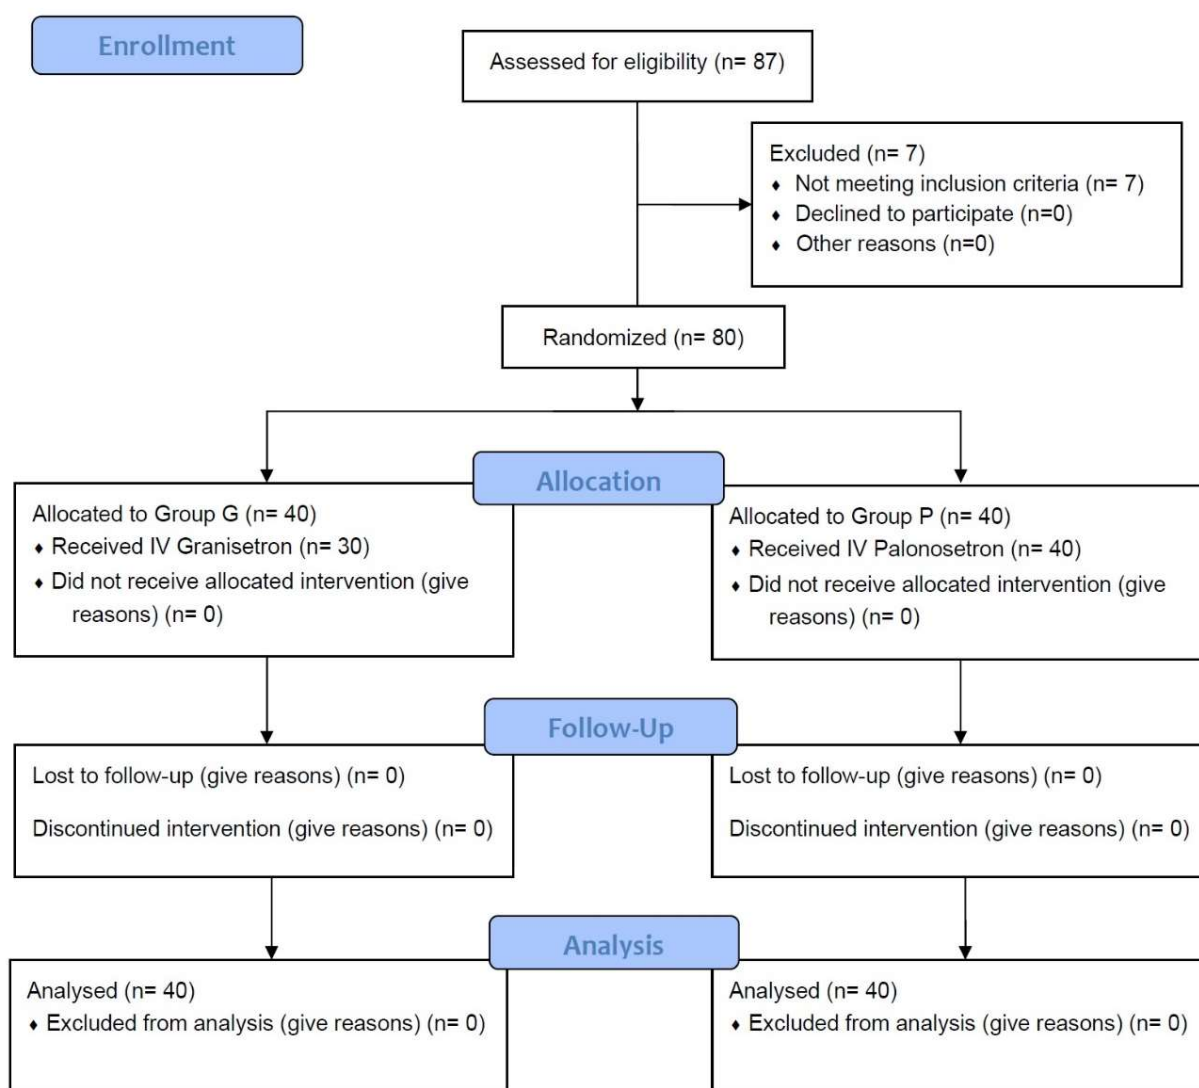 Enrollment
Assessed for eligibility (n= 87)
Excluded (n= 7)
♦ Not meeting inclusion criteria (n= 7)
♦ Declined to participate (n=0)
♦ Other reasons (n=0)
Randomized (n= 80)
Allocation
Allocated to Group G (n= 40)
♦ Received IV Granisetron (n= 30)
♦ Did not receive allocated intervention (give
reasons) (n= 0)
Allocated to Group P (n= 40)
♦ Received IV Palonosetron (n= 40)
♦ Did not receive allocated intervention (give
reasons) (n= 0)
Follow-Up
Lost to follow-up (give reasons) (n= 0)
Discontinued intervention (give reasons) (n= 0)
Lost to follow-up (give reasons) (n= 0)
Discontinued intervention (give reasons) (n= 0)
Analysis
Analysed (n= 40)
♦ Excluded from analysis (give reasons) (n= 0)
Analysed (n= 40)
♦ Excluded from analysis (give reasons) (n= 0)